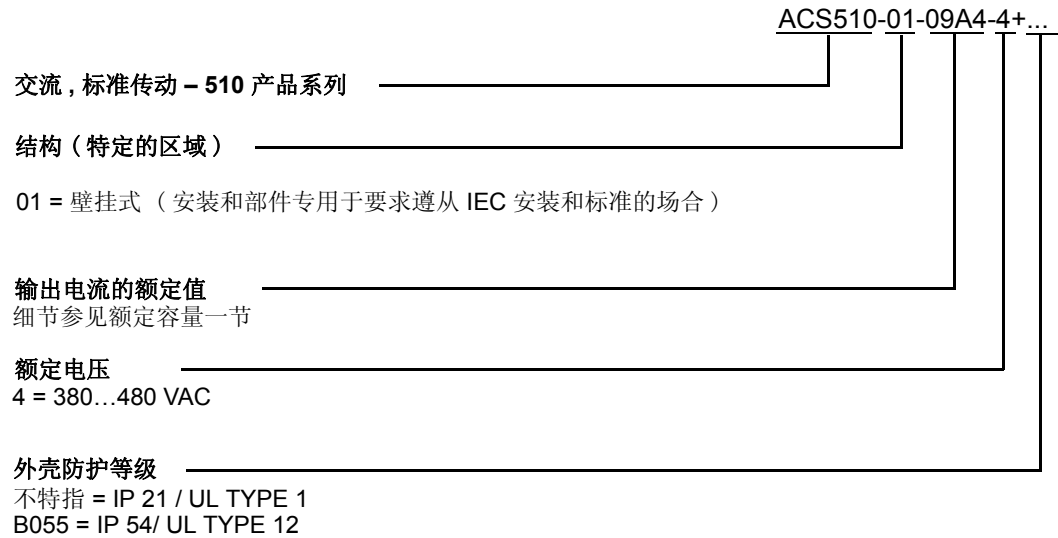 ACS510-01-09A4-4+...
交流 , 标准传动 – 510 产品系列
结构（特定的区域）
01 = 壁挂式 （安装和部件专用于要求遵从 IEC 安装和标准的场合）
输出电流的额定值
细节参见额定容量一节
额定电压
4 = 380…480 VAC
外壳防护等级
不特指 = IP 21 / UL TYPE 1
B055 = IP 54/ UL TYPE 12